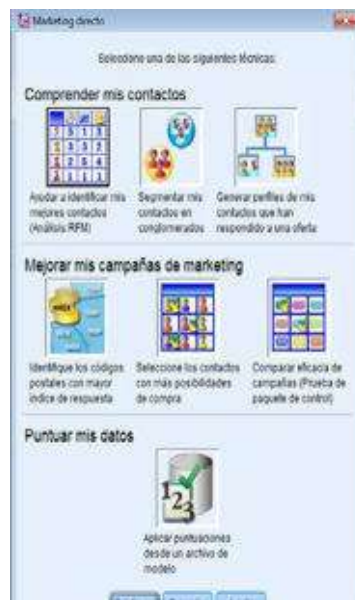 Marketing directo
Seleccione una de las siguientes técnicas:
Comprender mis contactos
Ayudar a identificar mis
mejores contactos
(Análisis RFM)
Segmentar mis
contactos en
conglomerados
Generar perfiles de mis
contactos que han
respondido a una oferta
Mejorar mis campañas de marketing
Identifique los códigos
postales con mayor
índice de respuesta
Seleccione los contactos
con más posibilidades
de compra
Comparar eficacia de
campañas (Prueba de
paquete de control)
Puntuar mis datos
123
Aplicar puntuaciones
desde un archivo de
modelo